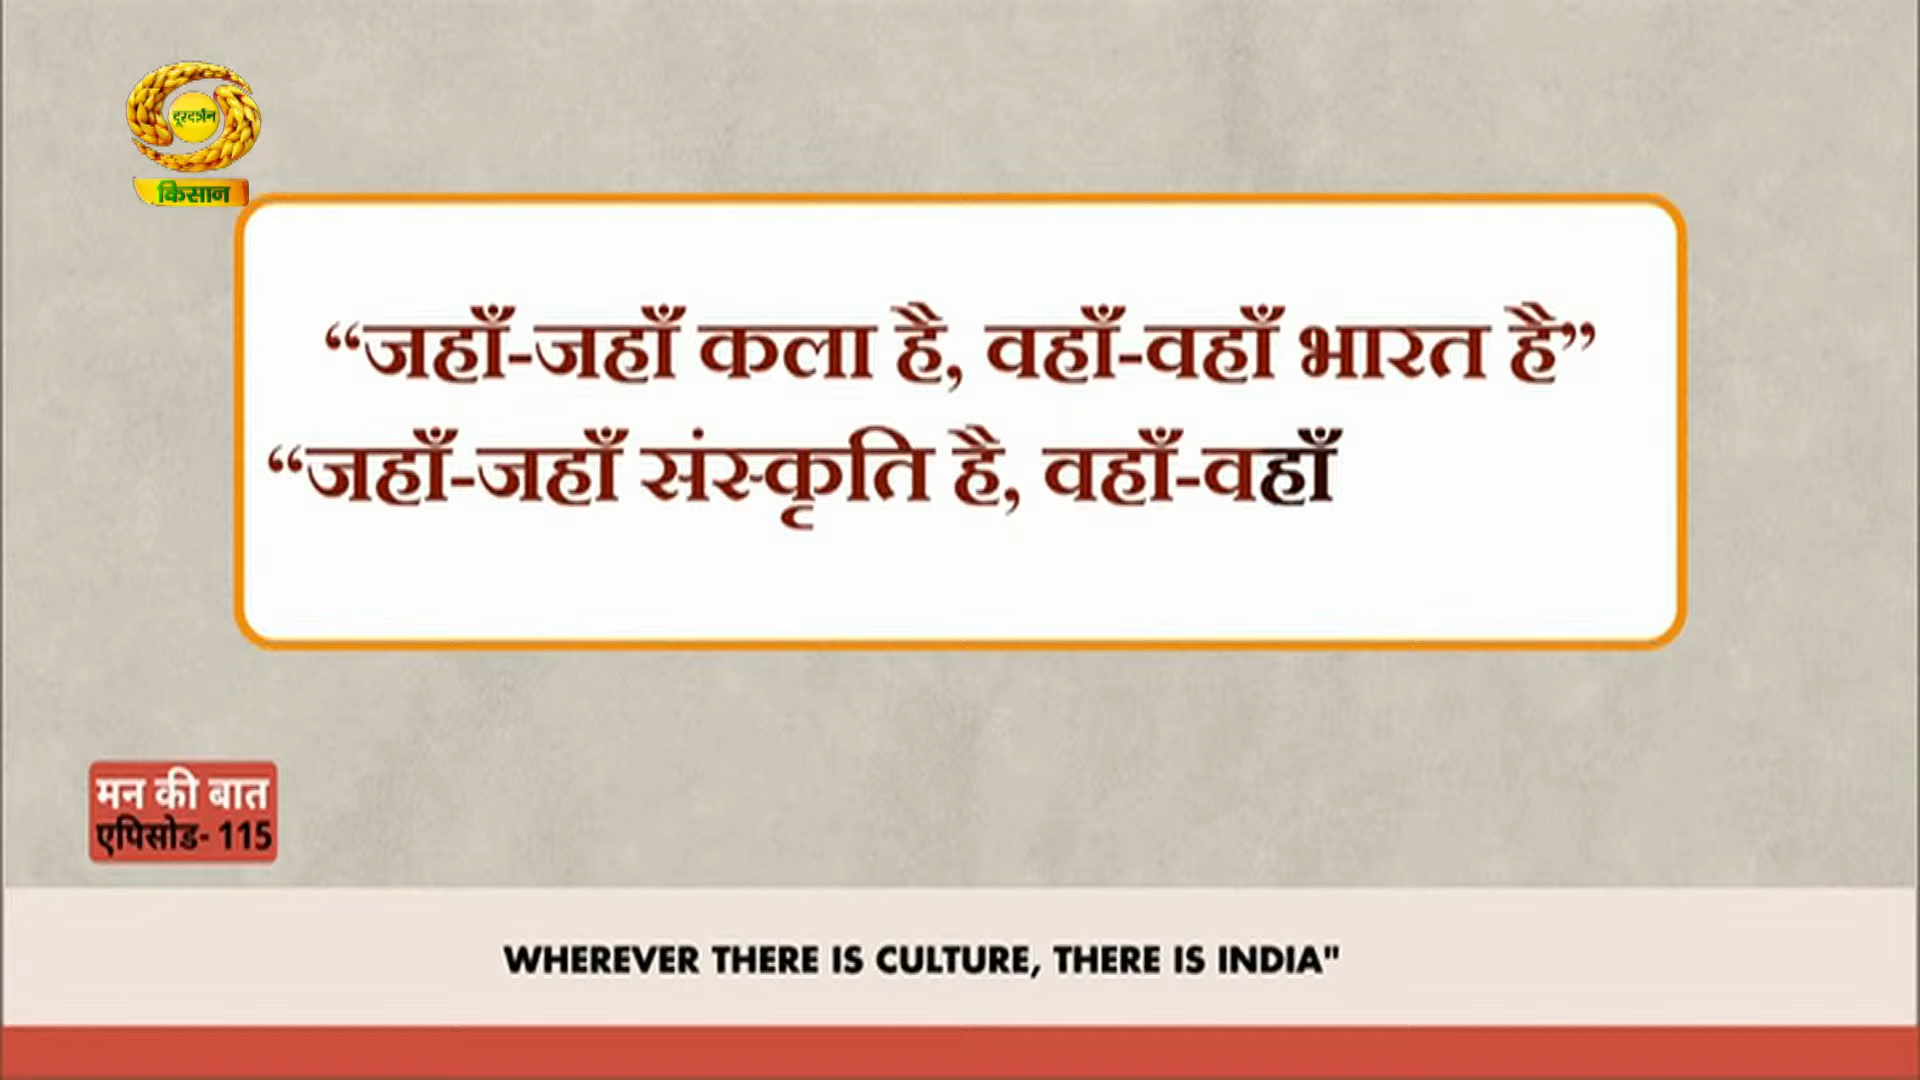 दूरदर्शन
किसान
“जहाँ-जहाँ कला है, वहाँ-वहाँ भारत है”
“जहाँ-जहाँ संस्कृति है, वहाँ-वहाँ
मन की बात
एपिसोड- 115
WHEREVER THERE IS CULTURE, THERE IS INDIA"